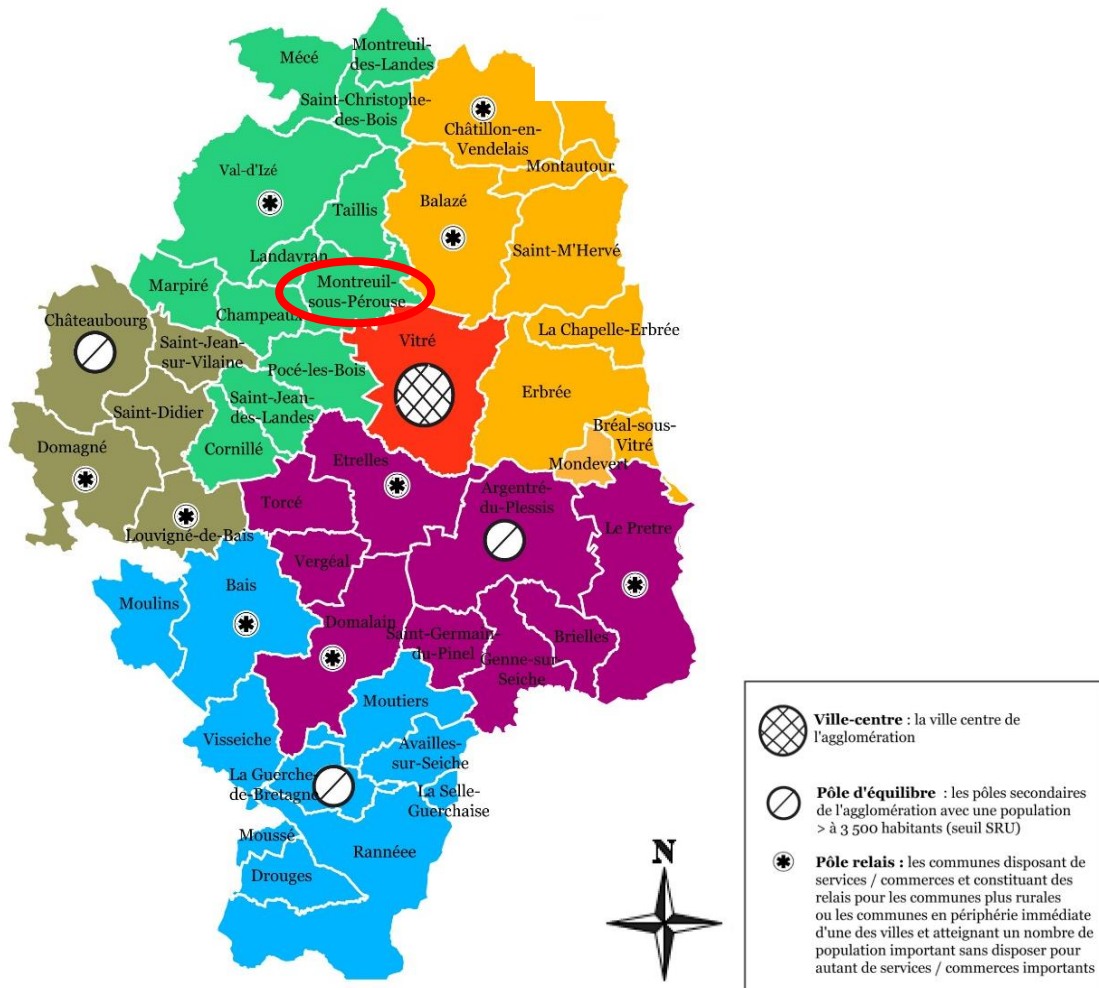 Mécé
Montreuil-
des-Landes
Saint-Christophe-
des-Bois
Châtillon-en-
Vendelais
Montautour
Val-d'Izé
Taillis
Balazé
Saint-M'Hervé
Landavran
Marpiré
Montreuil-
sous-Pérouse
Champeaux
Châteaubourg
Saint-Jean-
sur-Vilaine
Vitré
La Chapelle-Erbrée
Pocé-les-Bois
Erbrée
Saint-Jean-
des-Landes
Saint-Didier
Bréal-sous-
Vitré
Domagné
Cornillé
Mondevert
Etrelles
Argentré-
du-Plessis
Torcé
Le Pretre
Louvigné-de-Bais
Vergéal
Bais
Moulins
Domalain
Saint-Germain-
du-Pinel
Brielles
Genne-sur-
Seiche
Moutiers
Visseiche
Availles-
sur-Seiche
La Guerche-
de-Bretagne
La Selle-
Guerchaise
Moussé
Rannéee
Drouges
N
Ville-centre : la ville centre de
l'agglomération
Pôle d'équilibre : les pôles secondaires
de l'agglomération avec une population
> à 3 500 habitants (seuil SRU)
Pôle relais : les communes disposant de
services / commerces et constituant des
relais pour les communes plus rurales
ou les communes en périphérie immédiate
d'une des villes et atteignant un nombre de
population important sans disposer pour
autant de services / commerces importants